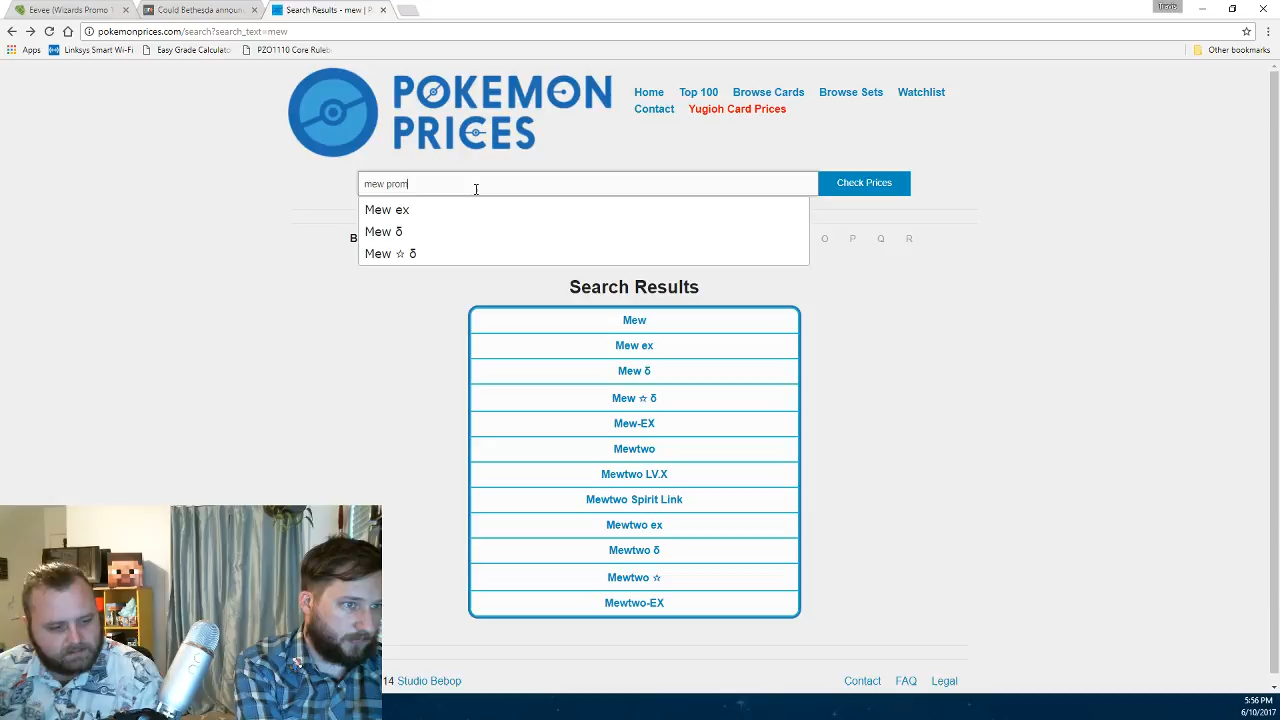 Eevee (Wizards Promo T
Could Bethesda announc
Search Results - mew | P
pokemonprices.com/search?search_text=mew
Apps
Linksys Smart Wi-Fi
Easy Grade Calculato
PZO1110 Core Ruleb
Other bookmarks
POKEMON
PRICES
Home
Top 100
Browse Cards
Browse Sets
Watchlist
Contact
Yugioh Card Prices
mew prom
Check Prices
Mew ex
Mew δ
Mew ☆ δ
B
O
P
Q
R
Search Results
Mew
Mew ex
Mew δ
Mew ☆ δ
Mew-EX
Mewtwo
Mewtwo LV.X
Mewtwo Spirit Link
Mewtwo ex
Mewtwo δ
Mewtwo ☆
Mewtwo-EX
14 Studio Bebop
Contact
FAQ
Legal
5:56 PM
6/10/2017